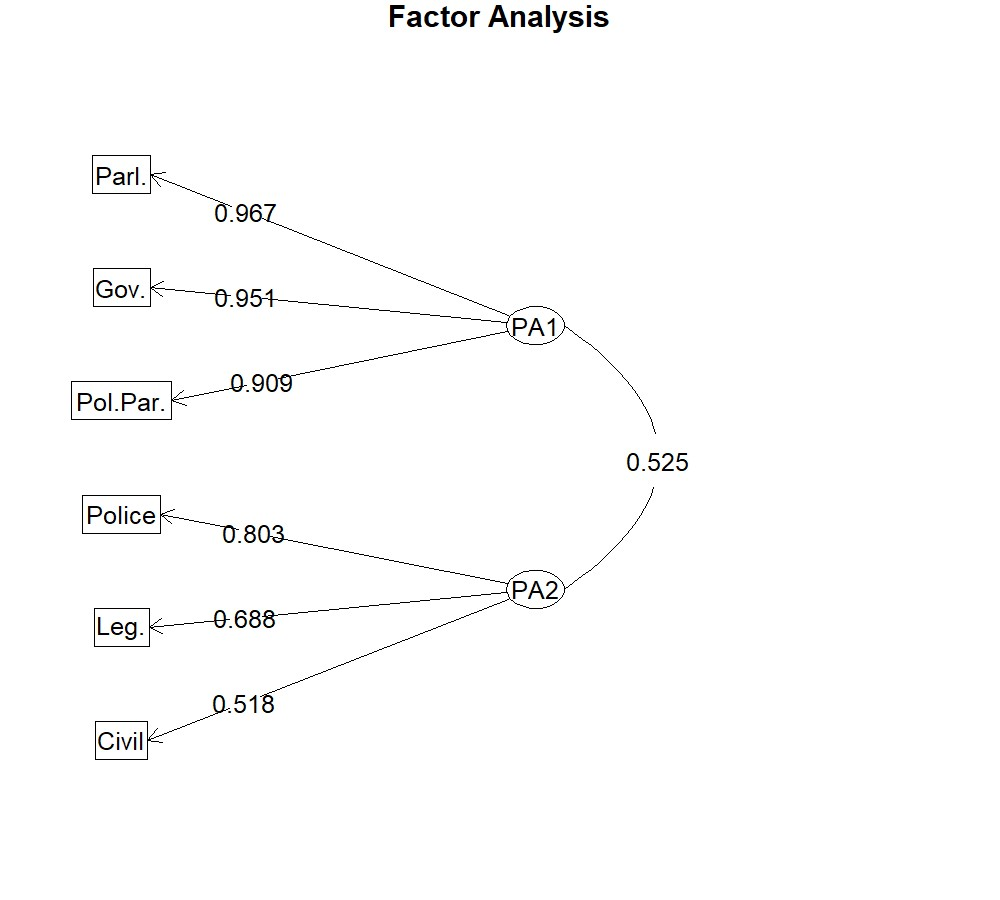 Factor Analysis
Parl.
0.967
Gov.
0.951
PA1
0.909
Pol.Par.
0.525
Police
0.803
PA2
0.688
Leg.
0.518
Civil